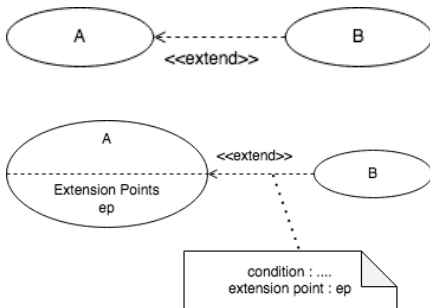 A
B
<<extend>>
A
<<extend>>
B
Extension Points
ep
condition : ....
extension point : ep